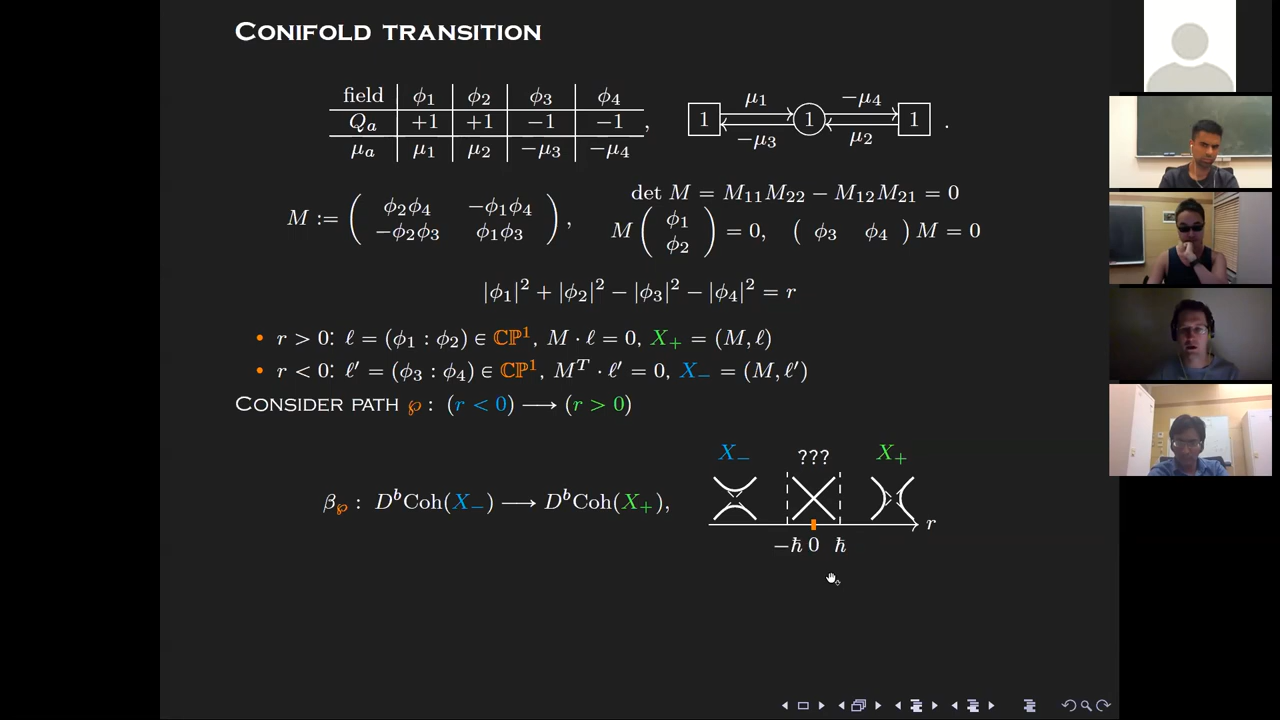 CONIFOLD TRANSITION
field ϕ₁ ϕ₂ ϕ₃ ϕ₄
Qₐ +1 +1 −1 −1 ,
μₐ μ₁ μ₂ −μ₃ −μ₄
μ₁ −μ₄
1 1 1 .
−μ₃ μ₂
M := ( ϕ₂ϕ₄ −ϕ₁ϕ₄
−ϕ₂ϕ₃ ϕ₁ϕ₃ ) ,
det M = M₁₁M₂₂ − M₁₂M₂₁ = 0
M ( ϕ₁
ϕ₂ ) = 0, ( ϕ₃ ϕ₄ ) M = 0
|ϕ₁|² + |ϕ₂|² − |ϕ₃|² − |ϕ₄|² = r
• r > 0: ℓ = (ϕ₁ : ϕ₂) ∈ ℂℙ¹, M · ℓ = 0, X₊ = (M, ℓ)
• r < 0: ℓ′ = (ϕ₃ : ϕ₄) ∈ ℂℙ¹, Mᵀ · ℓ′ = 0, X₋ = (M, ℓ′)
CONSIDER PATH ℘ : (r < 0) ⟶ (r > 0)
X₋ ??? X₊
β℘ : DᵇCoh(X₋) ⟶ DᵇCoh(X₊),
r
−ℏ 0 ℏ